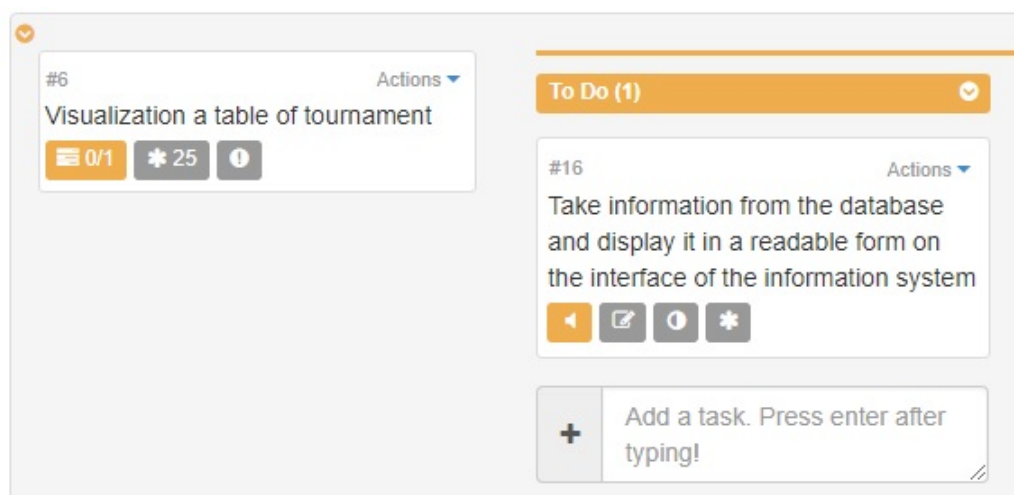 #6 Actions
Visualization a table of tournament
0/1 25
To Do (1)
#16 Actions
Take information from the database
and display it in a readable form on
the interface of the information system
Add a task. Press enter after
typing!